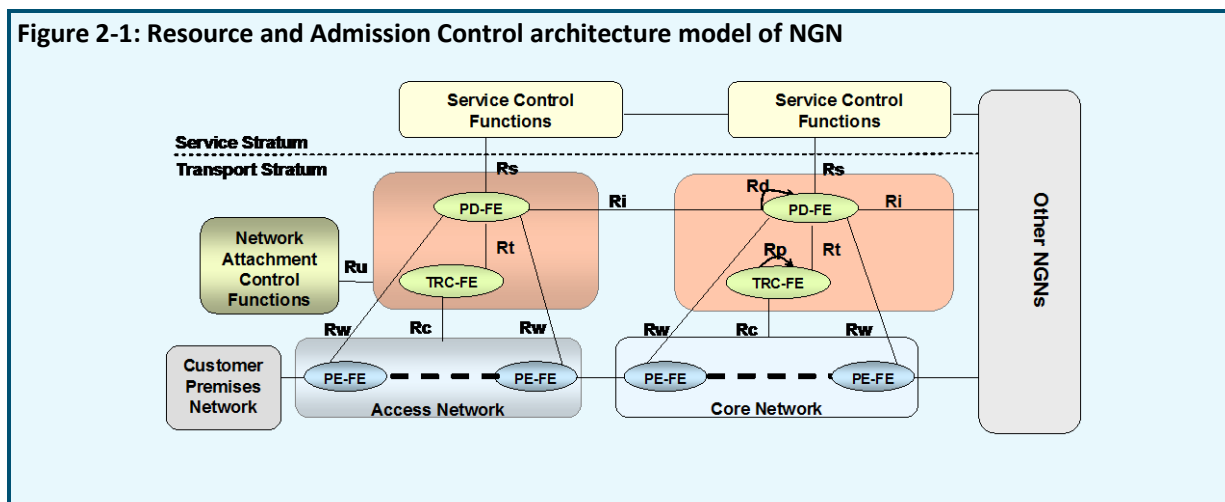 Figure 2-1: Resource and Admission Control architecture model of NGN
Service Control
Functions
Service Control
Functions
Service Stratum
Transport Stratum
Rs
Rs
Rd
PD-FE
Ri
PD-FE
Ri
Network
Attachment
Control
Functions
Ru
Rt
Rp
Rt
TRC-FE
TRC-FE
Other NGNs
Rw
Rc
Rw
Rw
Rc
Rw
Customer
Premises
Network
PE-FE
PE-FE
PE-FE
PE-FE
Access Network
Core Network